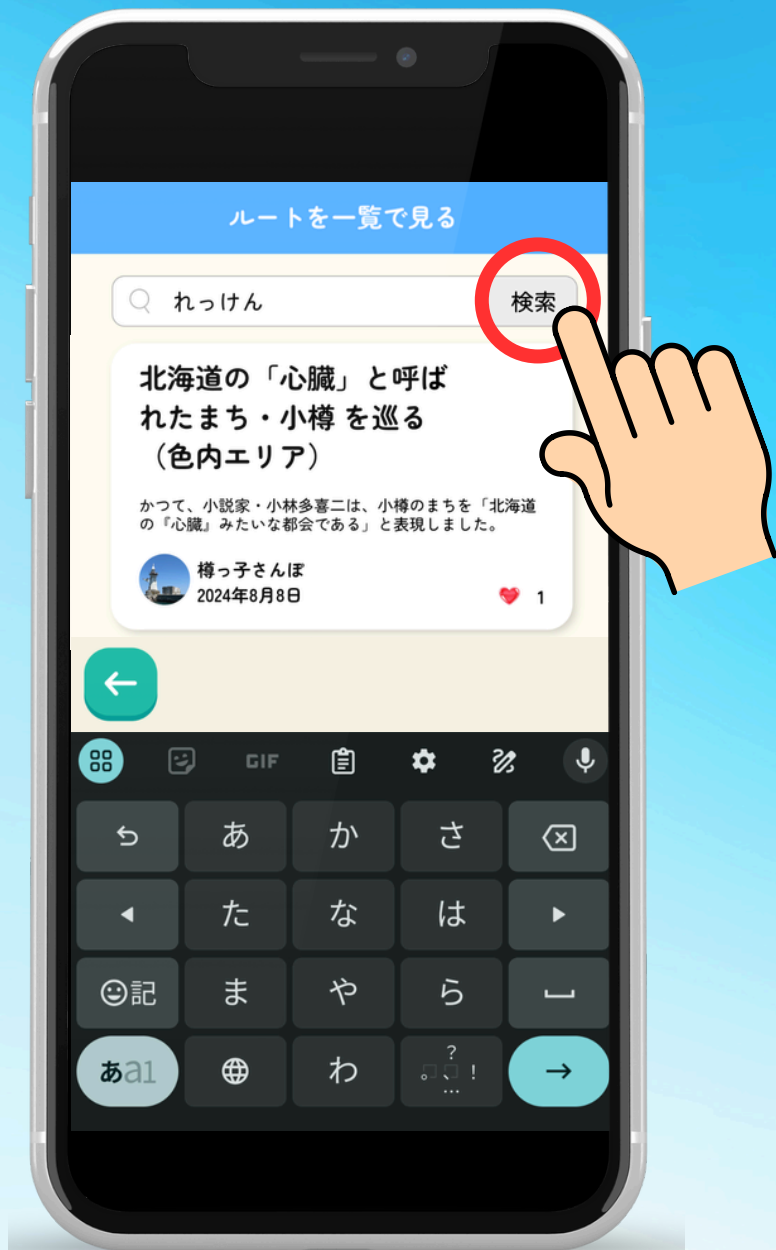 ルートを一覧で見る
れっけん 検索
北海道の「心臓」と呼ば
れたまち・小樽 を巡る
（色内エリア）
かつて、小説家・小林多喜二は、小樽のまちを「北海道
の『心臓』みたいな都会である」と表現しました。
樽っ子さんぽ
2024年8月8日
1
GIF
あ か さ
た な は
記 ま や ら
あa1 わ 。、?!…